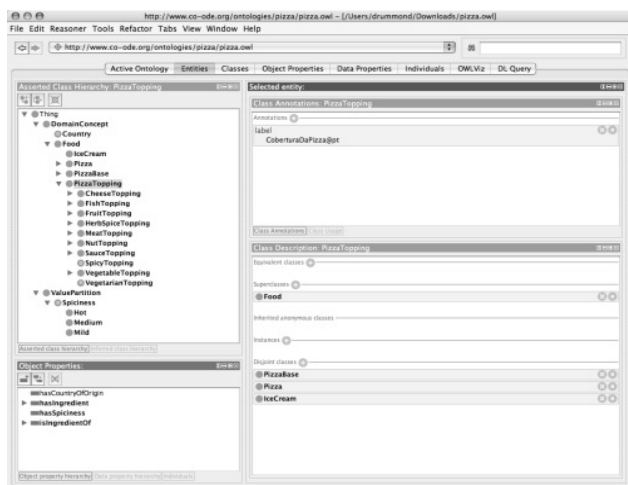 http://www.co-ode.org/ontologies/pizza/pizza.owl - [/Users/drummond/Downloads/pizza.owl]
File Edit Reasoner Tools Refactor Tabs View Window Help
http://www.co-ode.org/ontologies/pizza/pizza.owl
Active Ontology Entities Classes Object Properties Data Properties Individuals OWLViz DL Query
Asserted Class Hierarchy: PizzaTopping
Thing
DomainConcept
Country
Food
IceCream
Pizza
PizzaBase
PizzaTopping
CheeseTopping
FishTopping
FruitTopping
HerbSpiceTopping
MeatTopping
NutTopping
SauceTopping
SpicyTopping
VegetableTopping
VegetarianTopping
ValuePartition
Spiciness
Hot
Medium
Mild
Asserted class hierarchy Inferred class hierarchy
Object Properties:
hasCountryOfOrigin
hasIngredient
hasSpiciness
isIngredientOf
Object property hierarchy Data property hierarchy Individuals
Selected entity:
Class Annotations: PizzaTopping
Annotations
label
CoberturaDaPizza@pt
Class Annotations Class Usage
Class Description: PizzaTopping
Equivalent classes
Superclasses
Food
Inherited anonymous classes
Instances
Disjoint classes
PizzaBase
Pizza
IceCream